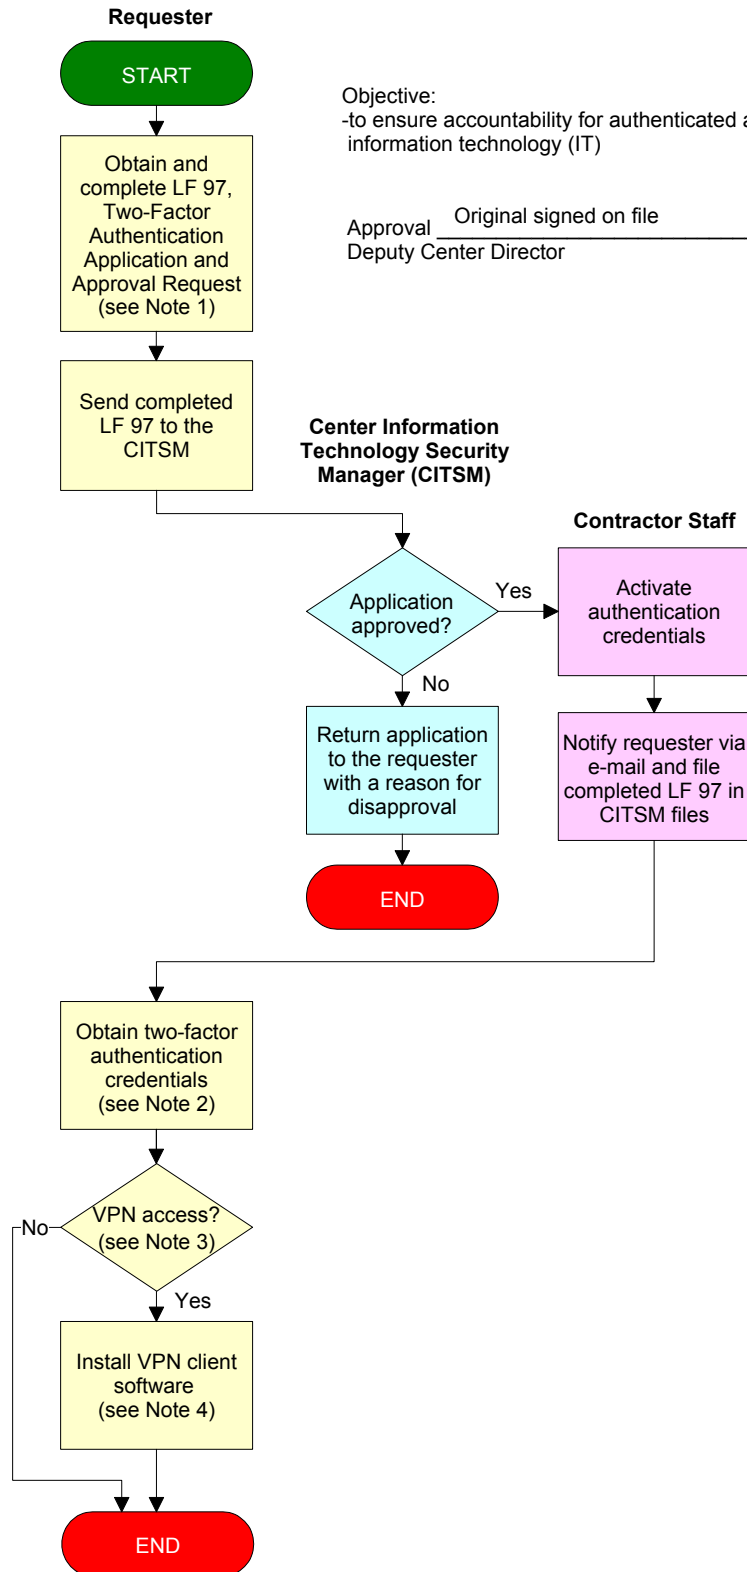 Requester
START
Objective:
-to ensure accountability for authenticated
information technology (IT)
Obtain and
complete LF 97,
Two-Factor
Authentication
Application and
Approval Request
(see Note 1)
Approval Original signed on file
Deputy Center Director
Send completed
LF 97 to the
CITSM
Center Information
Technology Security
Manager (CITSM)
Contractor Staff
Application
approved?
Yes
Activate
authentication
credentials
No
Return application
to the requester
with a reason for
disapproval
Notify requester via
e-mail and file
completed LF 97 in
CITSM files
END
Obtain two-factor
authentication
credentials
(see Note 2)
VPN access?
(see Note 3)
No
Yes
Install VPN client
software
(see Note 4)
END